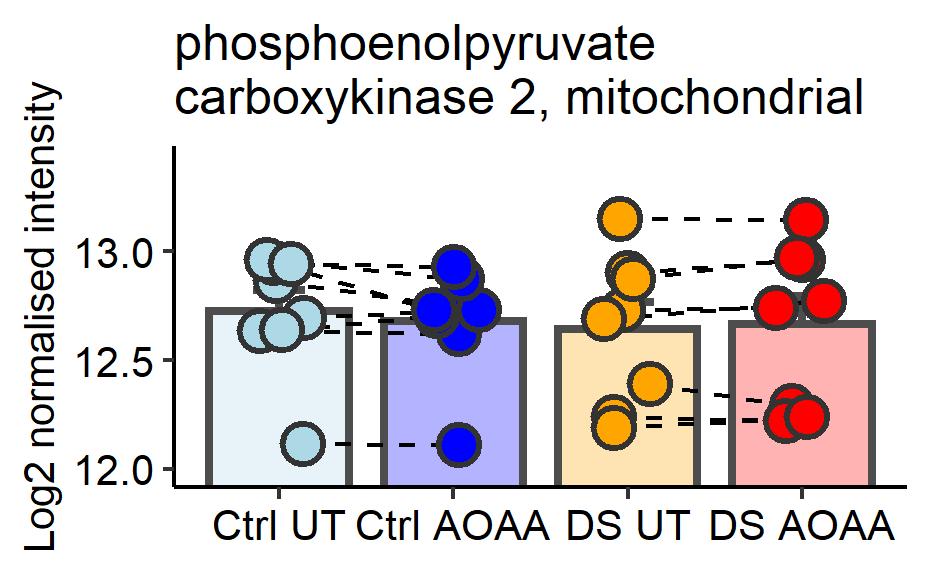 phosphoenolpyruvate
carboxykinase 2, mitochondrial
Log2 normalised intensity
13.0
12.5
12.0
Ctrl UT Ctrl AOAA DS UT DS AOAA